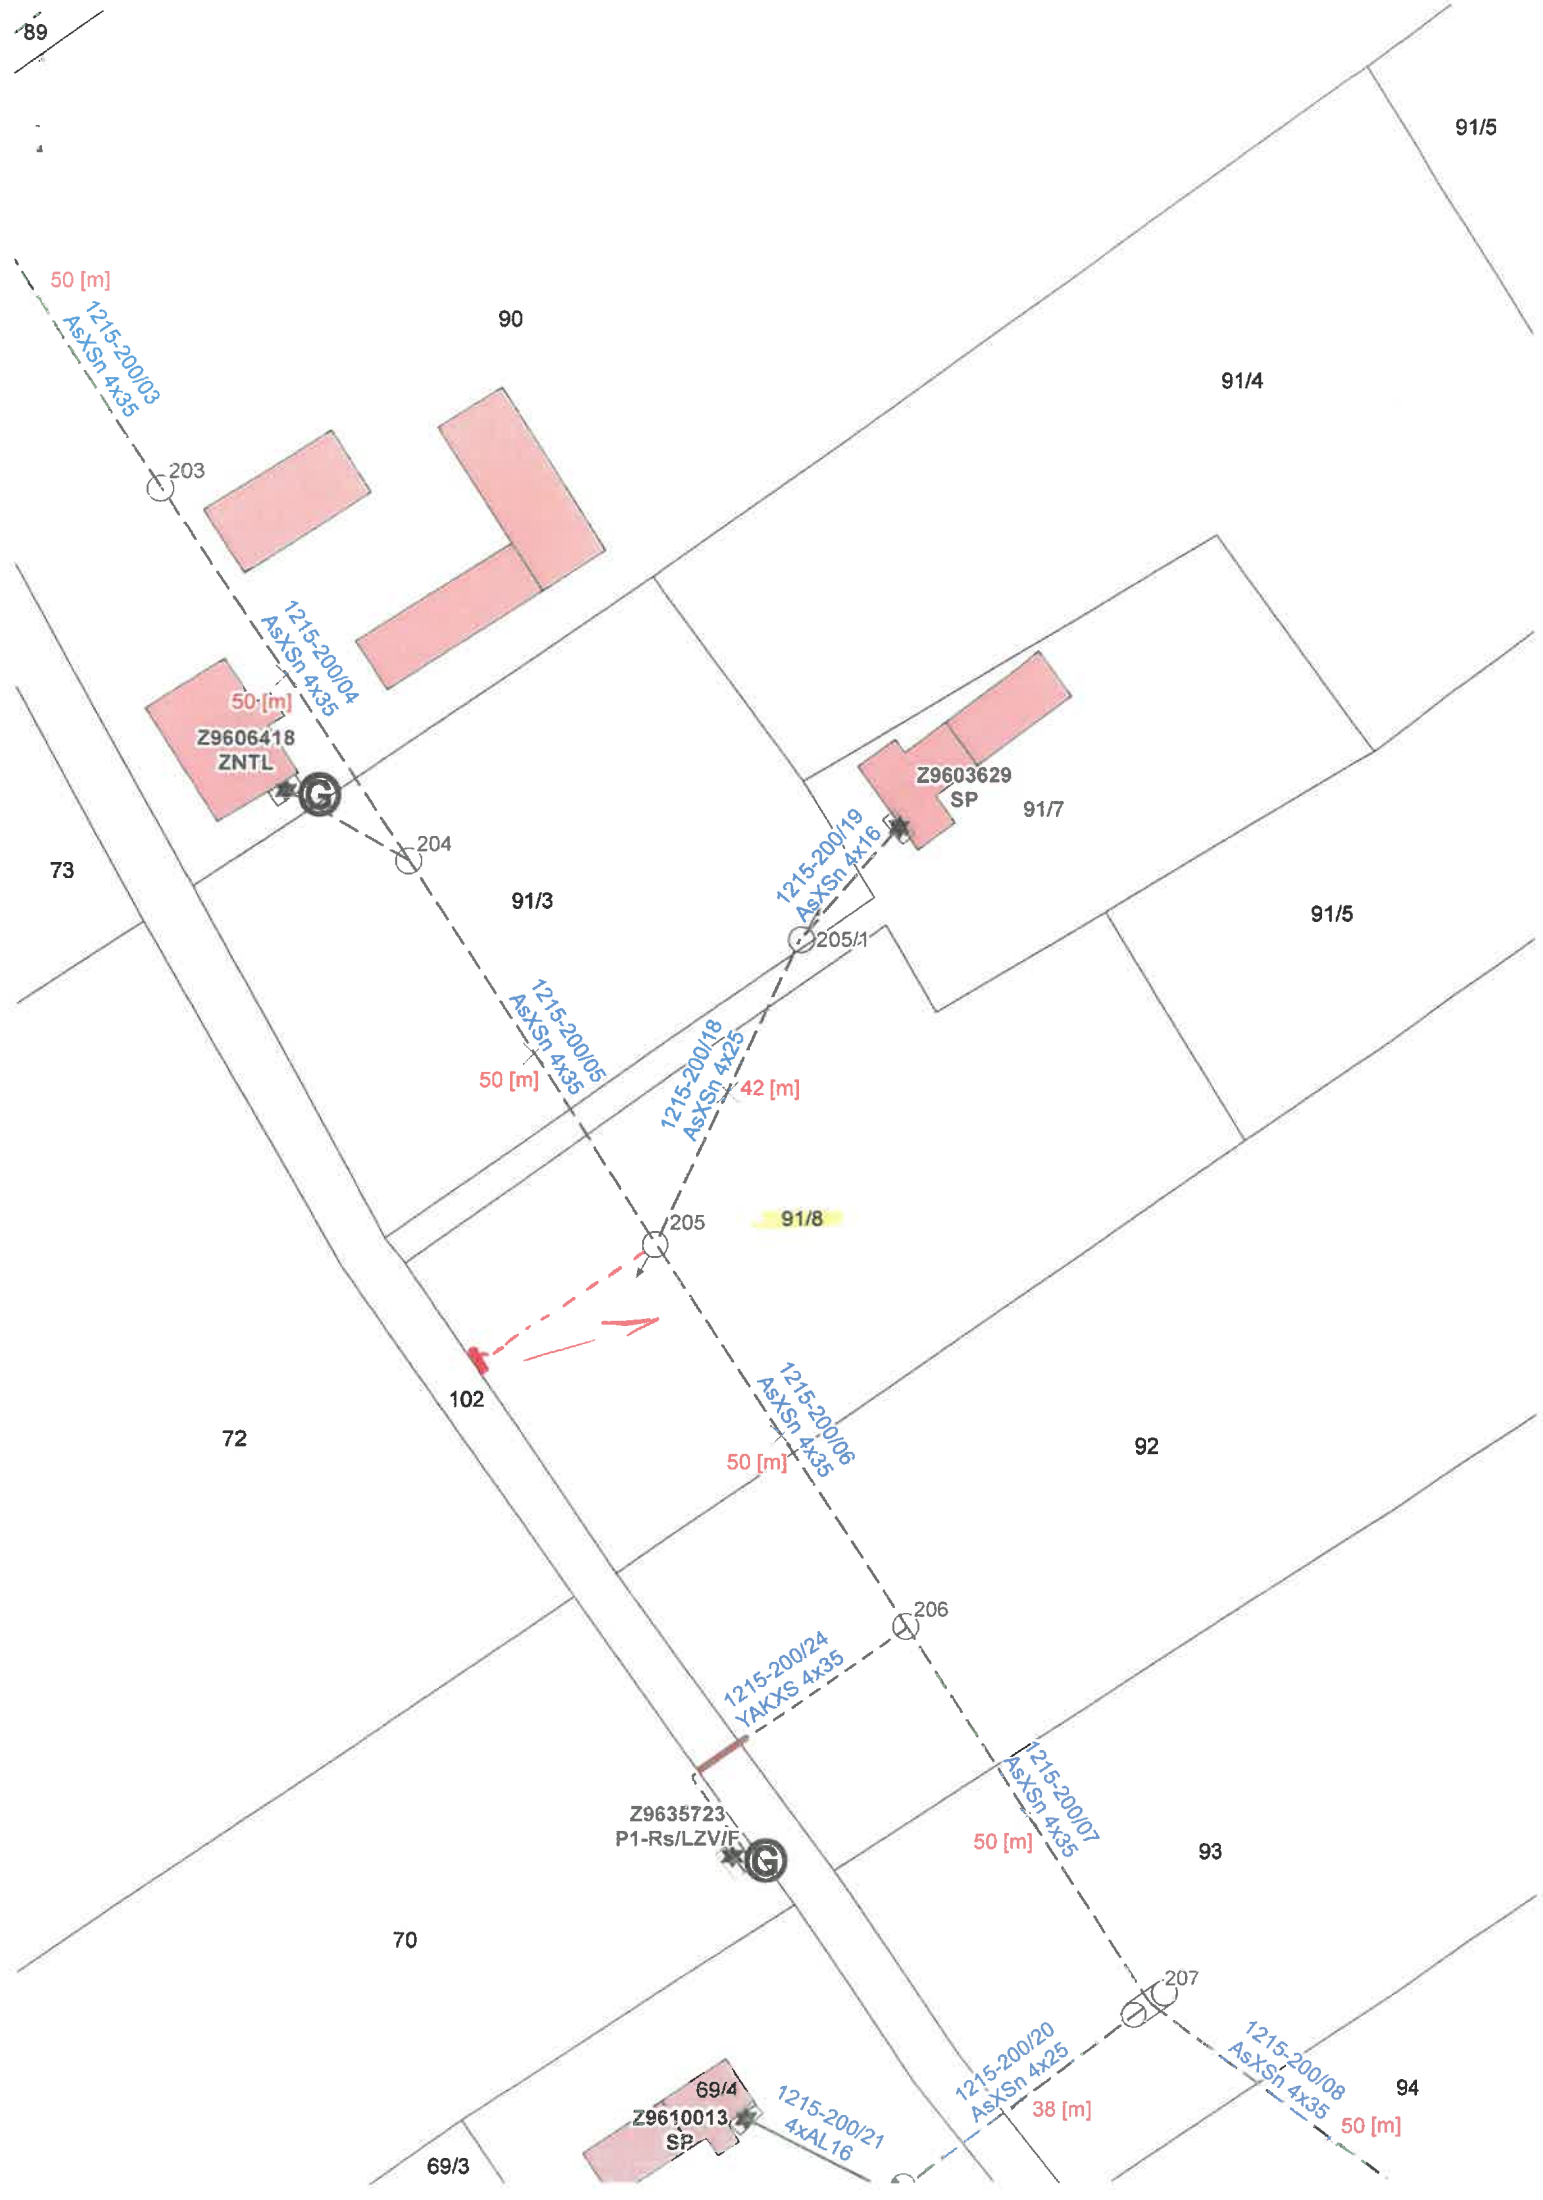 89
91/5
50 [m]
1215-200/03
AsXSn 4x35
90
91/4
203
1215-200/04
AsXSn 4x35
50 [m]
Z9606418
ZNTL
G
Z9603629
SP
91/7
204
73
91/3
1215-200/19
AsXSn 4x16
91/5
205/1
1215-200/05
AsXSn 4x35
50 [m]
1215-200/18
AsXSn 4x25
42 [m]
205
91/8
102
72
1215-200/06
AsXSn 4x35
50 [m]
92
206
1215-200/24
YAKXS 4x35
1215-200/07
AsXSn 4x35
50 [m]
Z9635723
P1-Rs/LZV/F
G
93
70
207
1215-200/20
AsXSn 4x25
38 [m]
1215-200/08
AsXSn 4x35
50 [m]
94
69/4
Z9610013
SP
1215-200/21
4xAL16
69/3